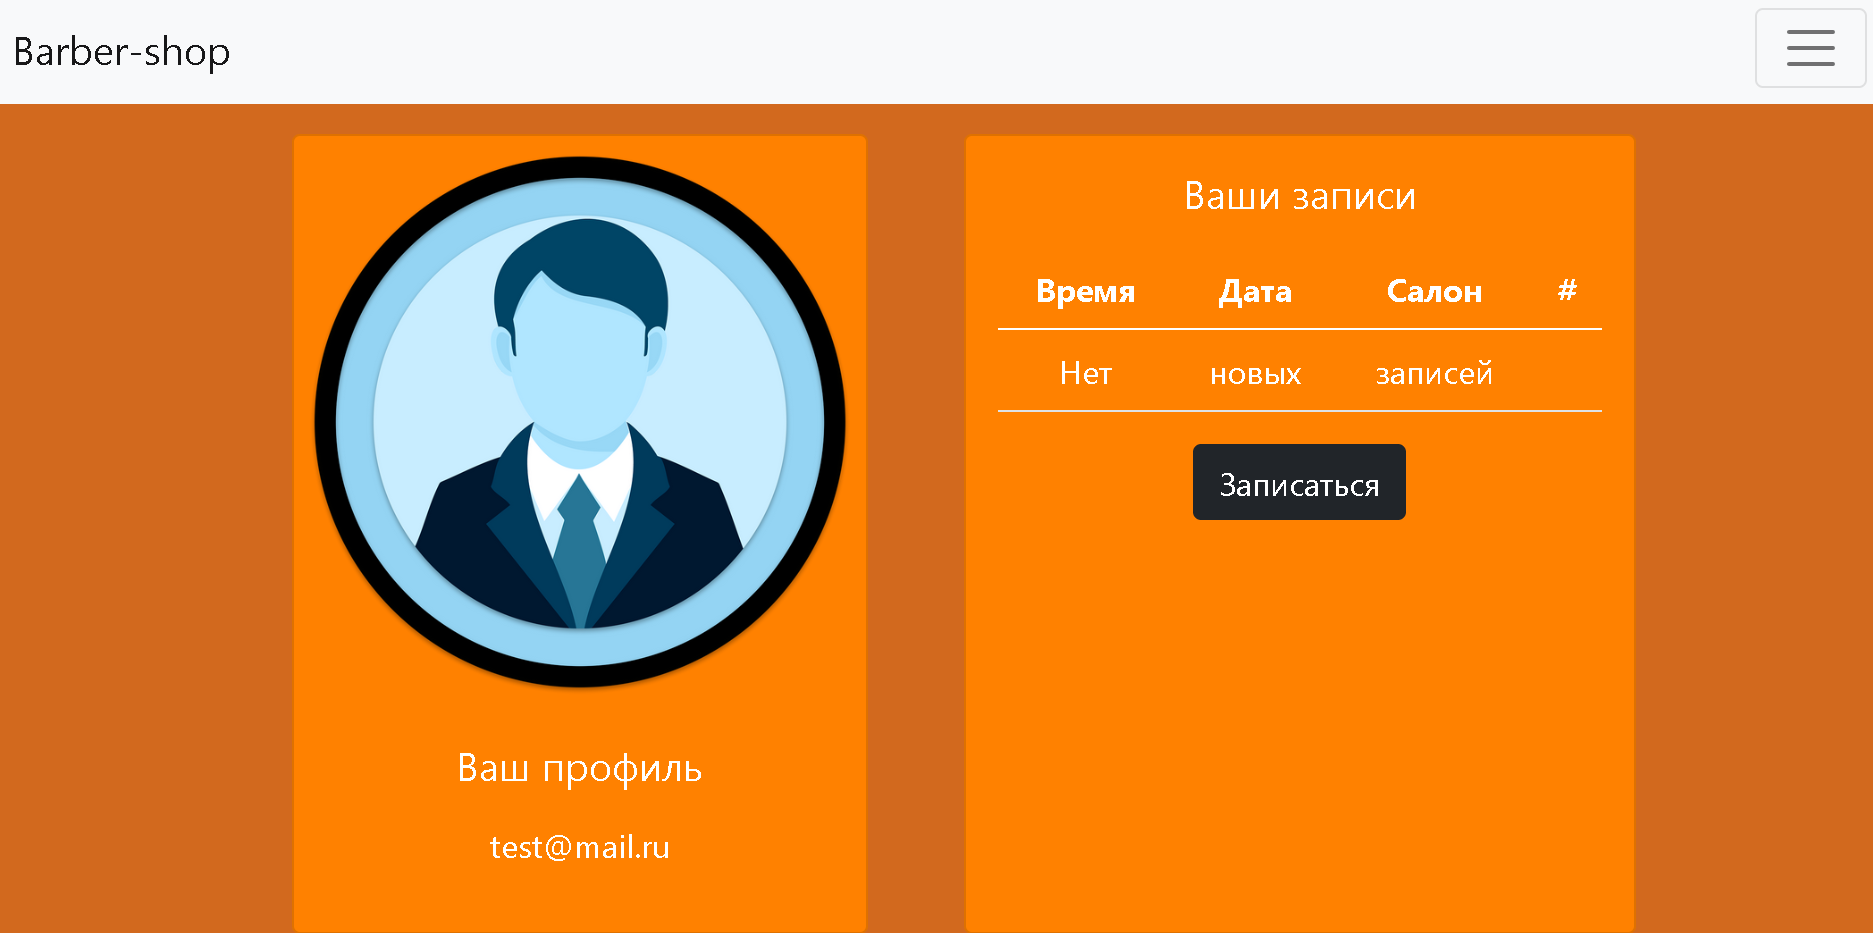 Barber-shop
Ваш профиль
test@mail.ru
Ваши записи
Время Дата Салон #
Нет новых записей
Записаться